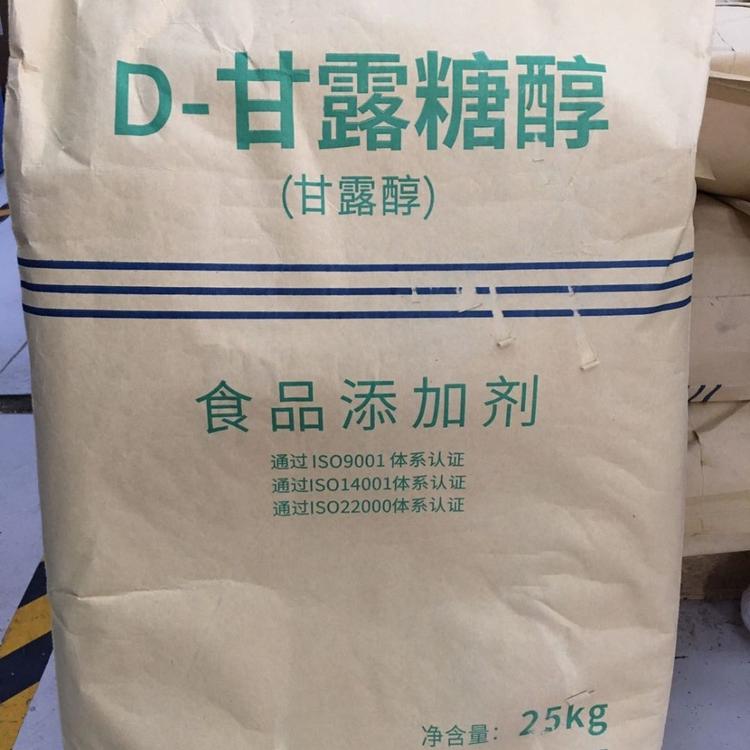 D-甘露糖醇
(甘露醇)
食品添加剂
通过ISO9001体系认证
通过ISO14001体系认证
通过ISO22000体系认证
净含量: 25kg